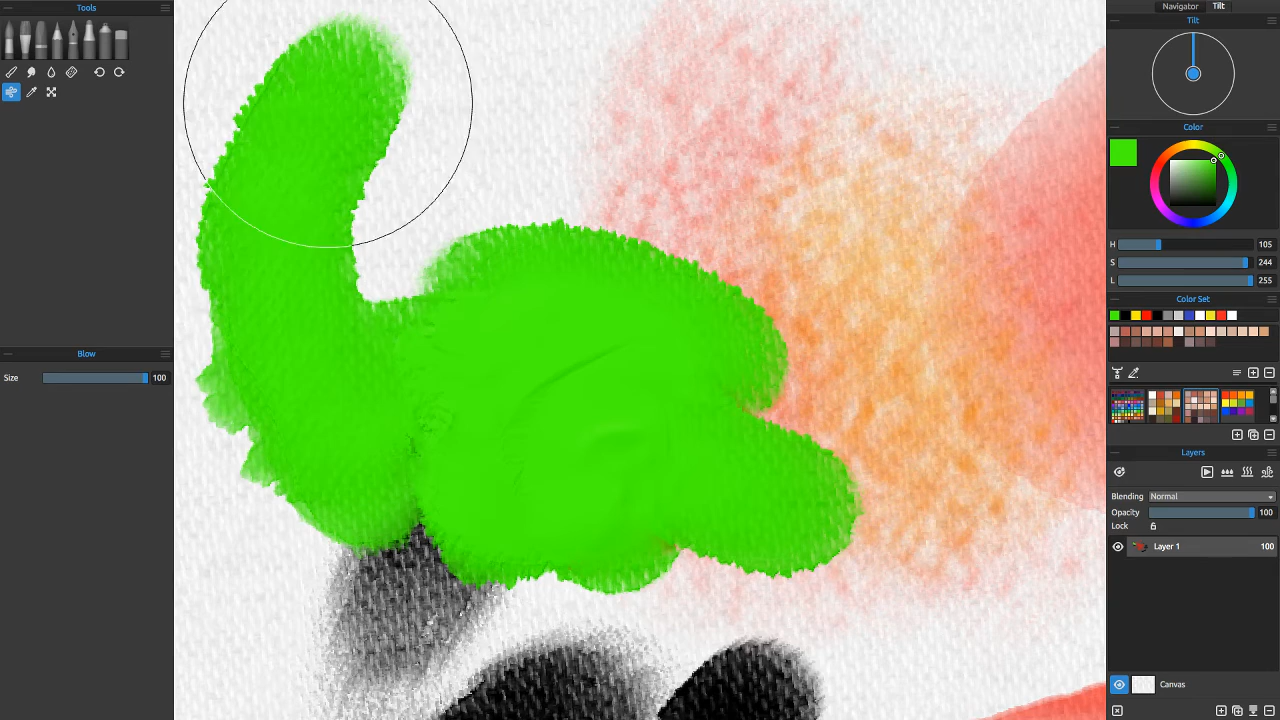 Tools
Blow
Size 100
Navigator Tilt
Tilt
Color
H 105
S 244
L 255
Color Set
Layers
Blending Normal
Opacity 100
Lock
Layer 1 100
Canvas